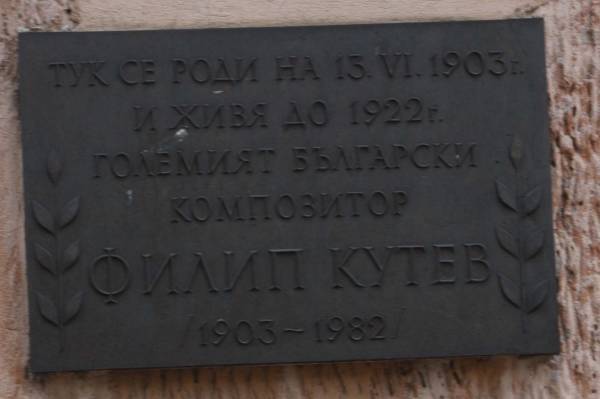 ТУК СЕ РОДИ НА 13. VI. 1903г.
И ЖИВЯ ДО 1922г.
ГОЛЕМИЯТ БЪЛГАРСКИ
КОМПОЗИТОР
ФИЛИП КУТЕВ
/1903-1982/